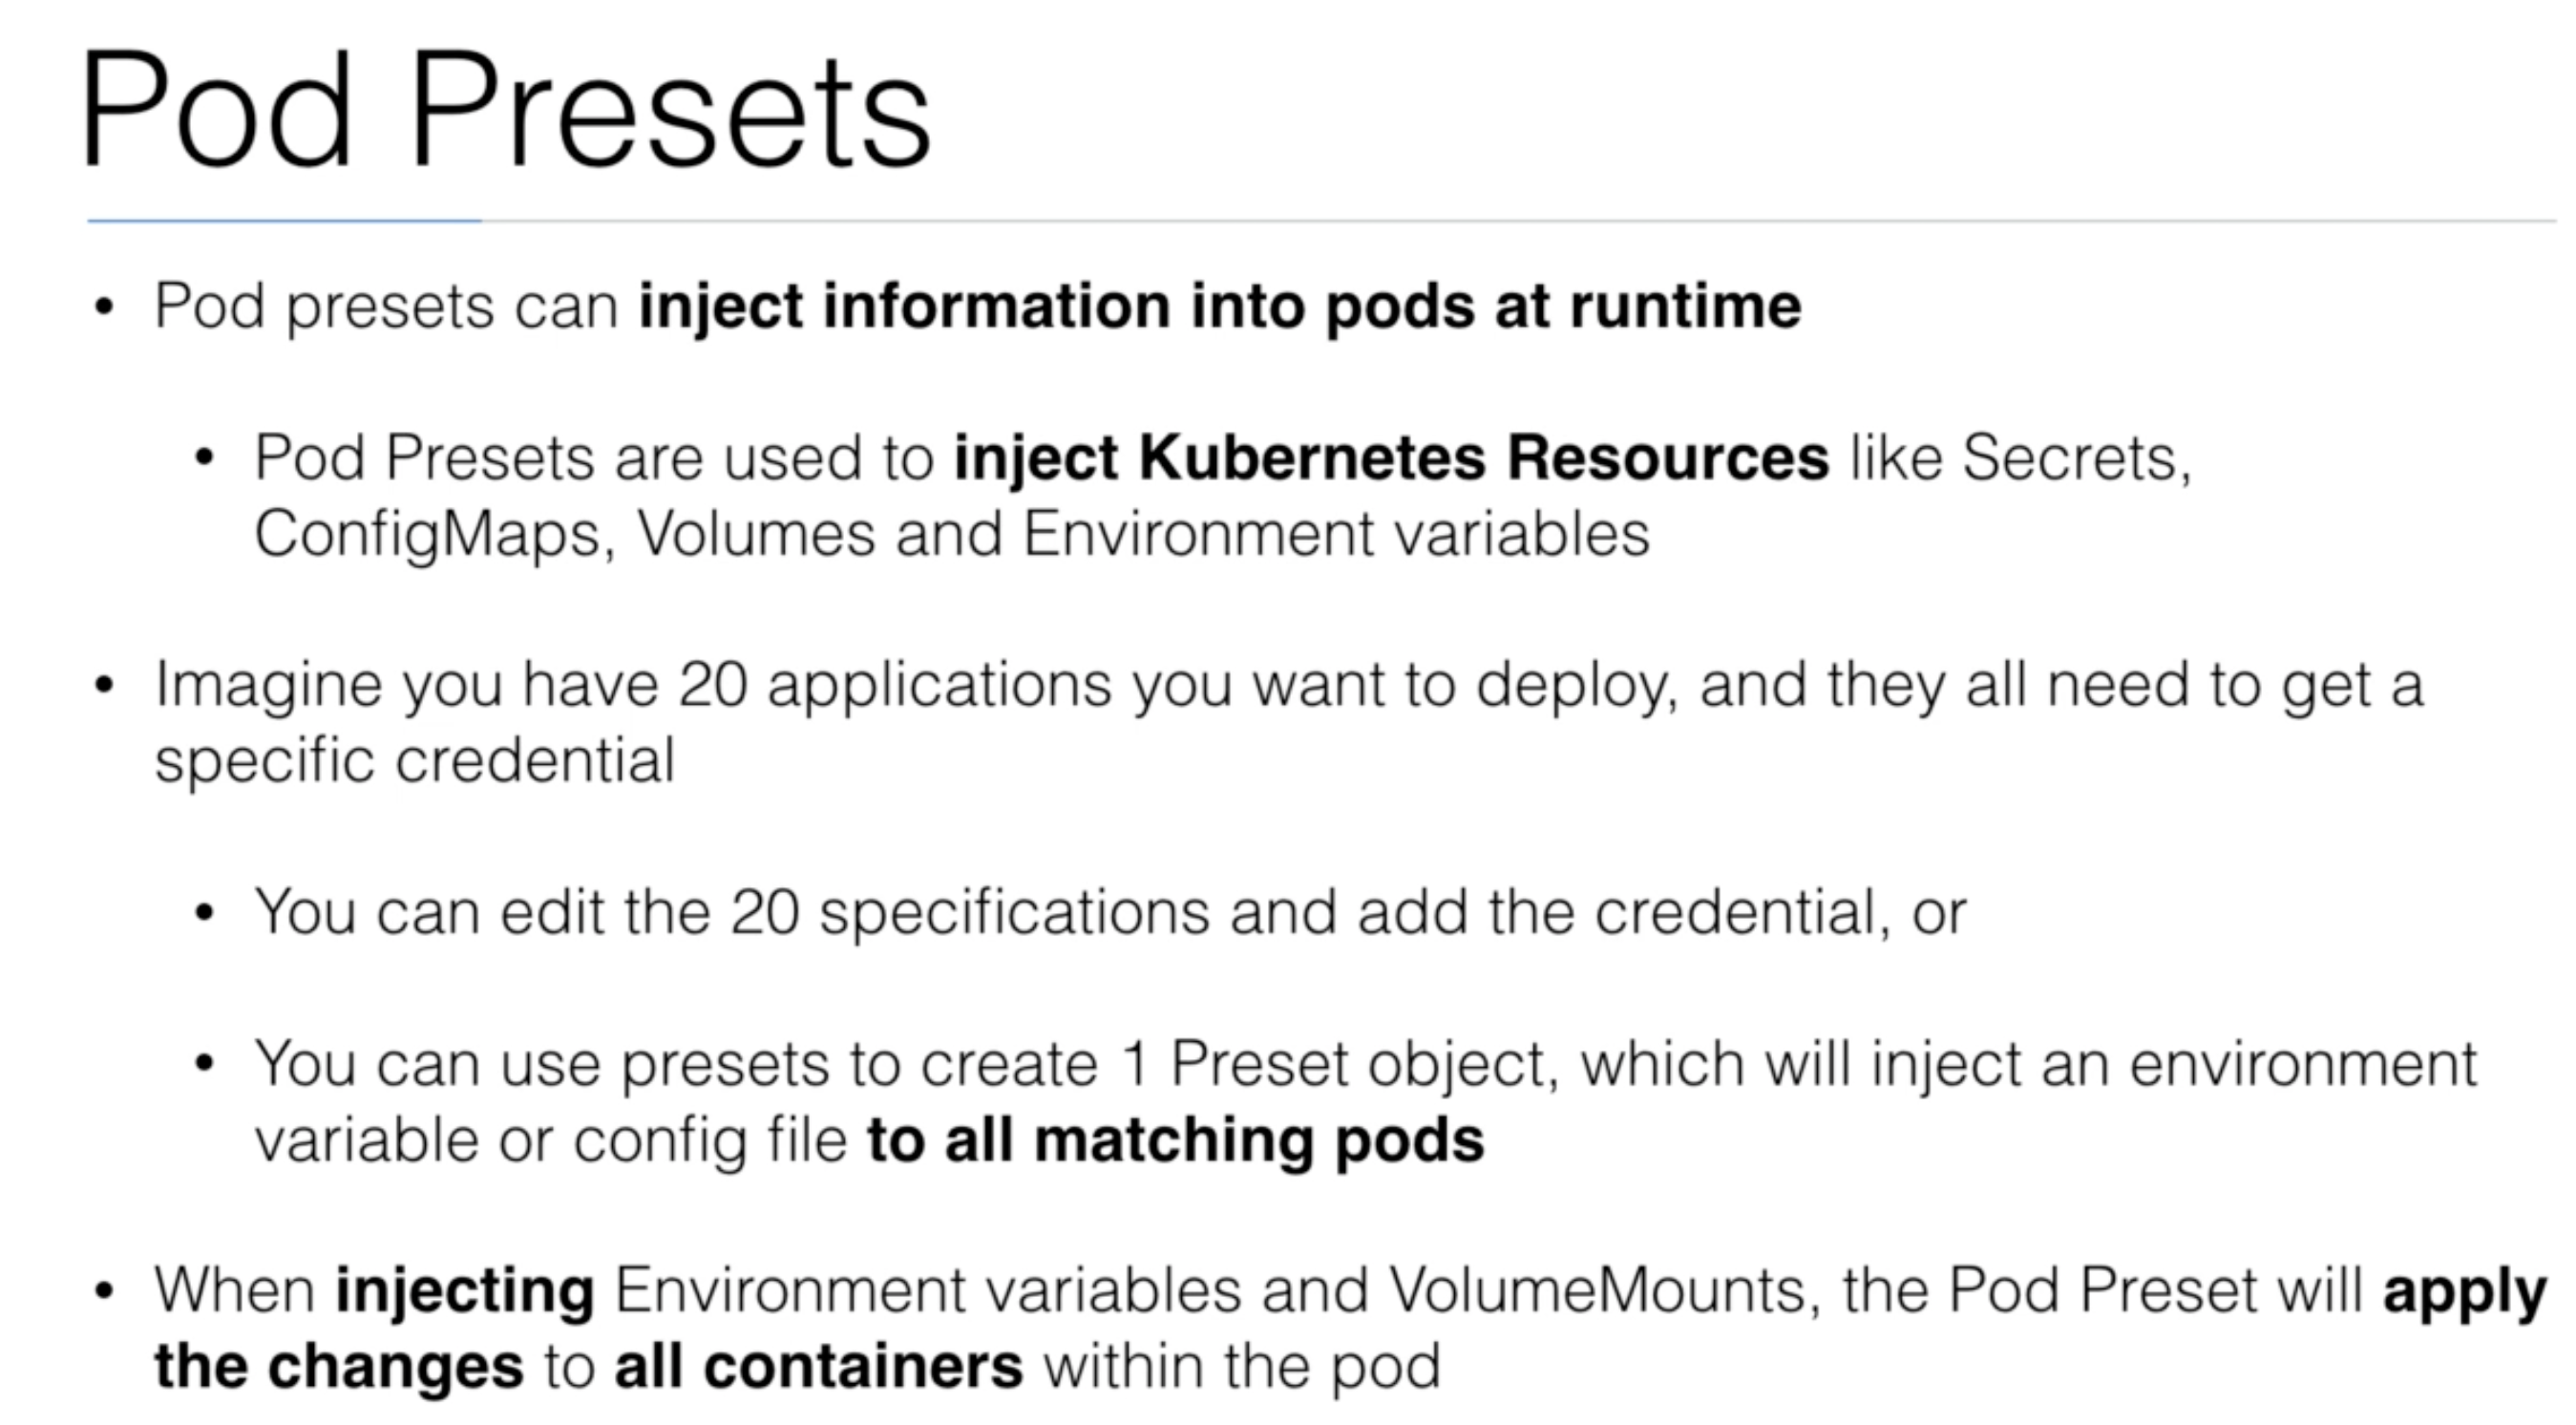 Pod Presets
• Pod presets can inject information into pods at runtime
• Pod Presets are used to inject Kubernetes Resources like Secrets,
ConfigMaps, Volumes and Environment variables
• Imagine you have 20 applications you want to deploy, and they all need to get a
specific credential
• You can edit the 20 specifications and add the credential, or
• You can use presets to create 1 Preset object, which will inject an environment
variable or config file to all matching pods
• When injecting Environment variables and VolumeMounts, the Pod Preset will apply
the changes to all containers within the pod